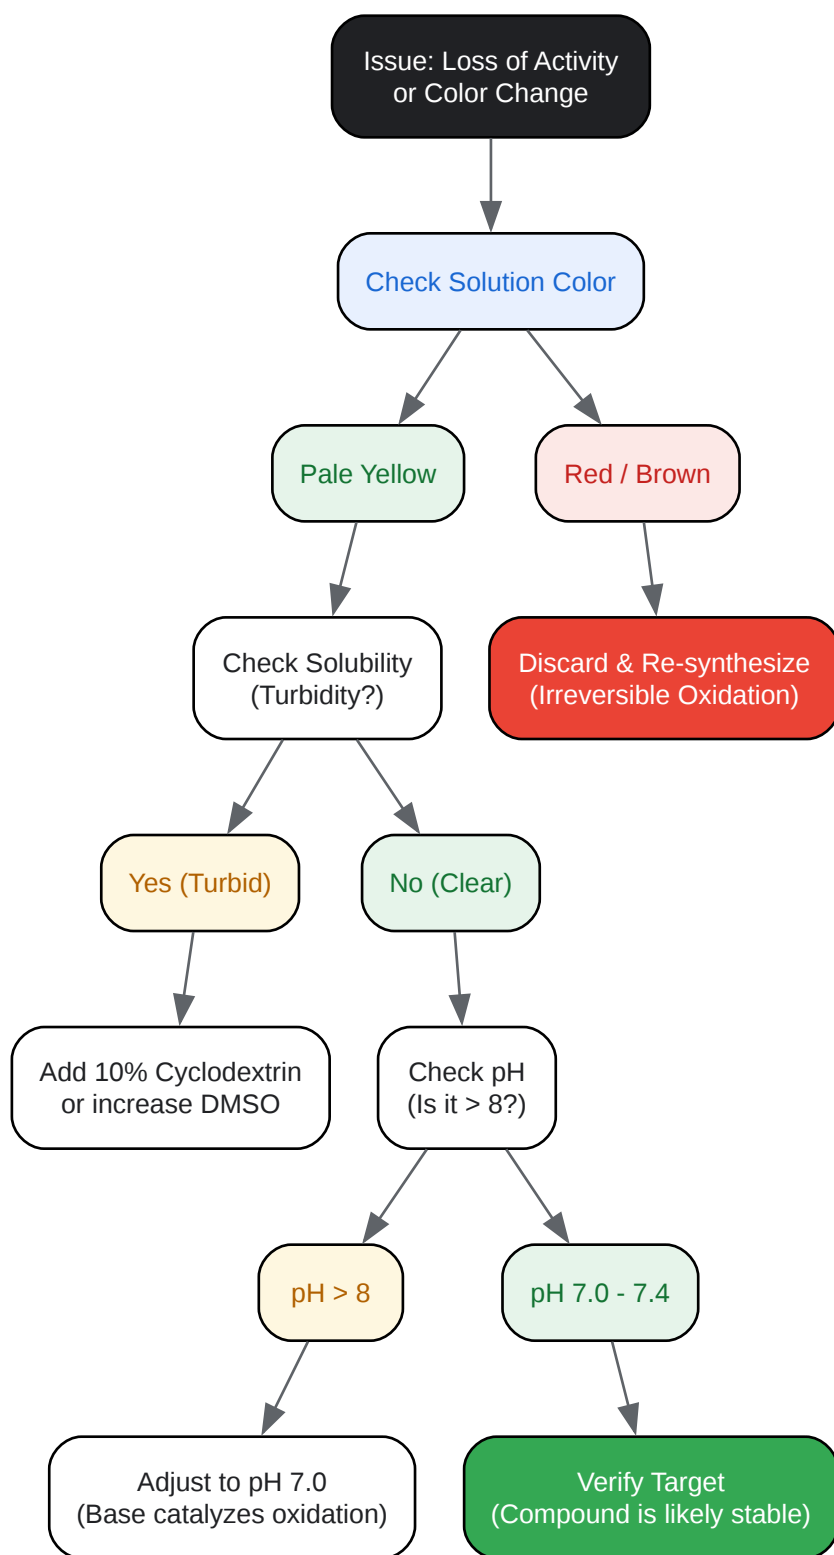 Issue: Loss of Activity
or Color Change
Check Solution Color
Pale Yellow
Red / Brown
Check Solubility
(Turbidity?)
Discard & Re-synthesize
(Irreversible Oxidation)
Yes (Turbid)
No (Clear)
Add 10% Cyclodextrin
or increase DMSO
Check pH
(Is it > 8?)
pH > 8
pH 7.0 - 7.4
Adjust to pH 7.0
(Base catalyzes oxidation)
Verify Target
(Compound is likely stable)